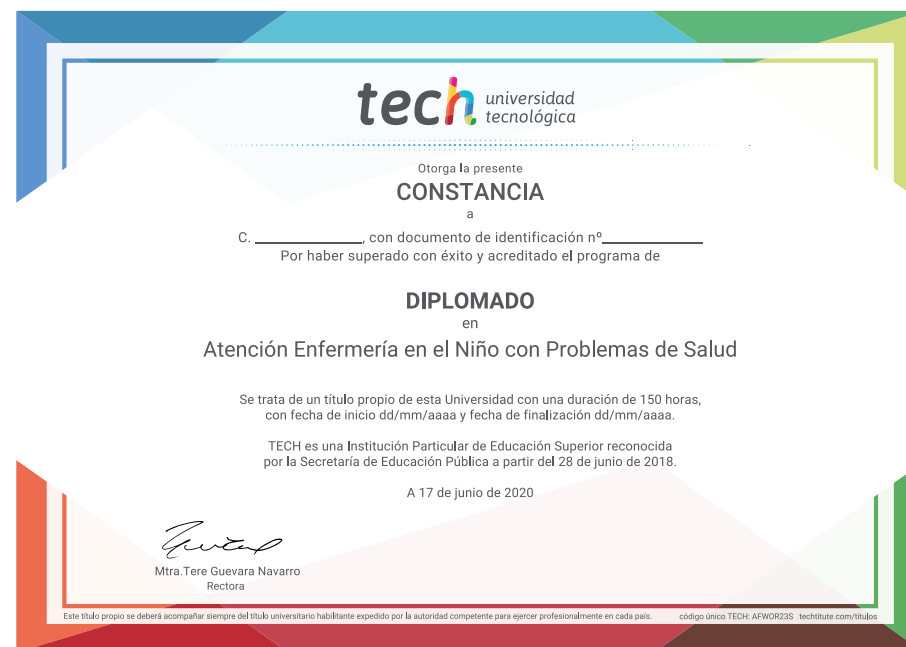 tech universidad
tecnológica
Otorga la presente
CONSTANCIA
a
C. ______________, con documento de identificación nº_____________
Por haber superado con éxito y acreditado el programa de
DIPLOMADO
en
Atención Enfermería en el Niño con Problemas de Salud
Se trata de un título propio de esta Universidad con una duración de 150 horas,
con fecha de inicio dd/mm/aaaa y fecha de finalización dd/mm/aaaa.
TECH es una Institución Particular de Educación Superior reconocida
por la Secretaría de Educación Pública a partir del 28 de junio de 2018.
A 17 de junio de 2020
Mtra.Tere Guevara Navarro
Rectora
Este título propio se deberá acompañar siempre del título universitario habilitante expedido por la autoridad competente para ejercer profesionalmente en cada país. código único TECH: AFWOR23S techtitute.com/titulos